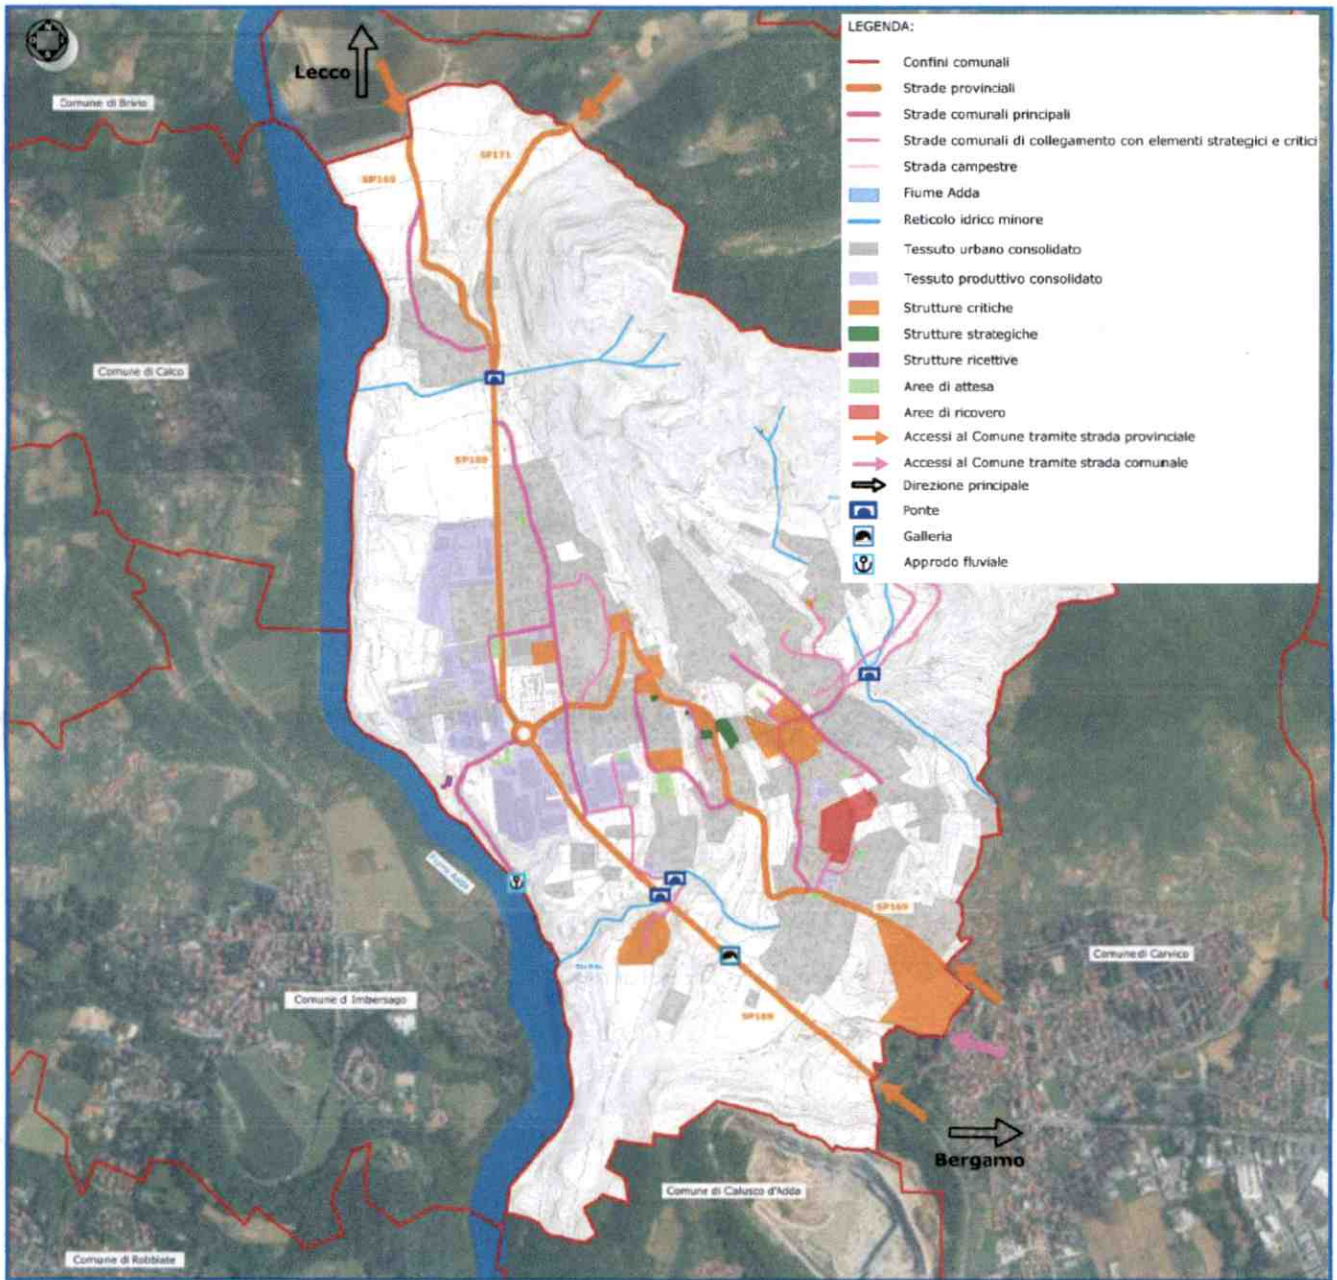 LEGENDA:
Confini comunali
Strade provinciali
Strade comunali principali
Strade comunali di collegamento con elementi strategici e critici
Strada campestre
Fiume Adda
Reticolo idrico minore
Tessuto urbano consolidato
Tessuto produttivo consolidato
Strutture critiche
Strutture strategiche
Strutture ricettive
Aree di attesa
Aree di ricovero
Accessi al Comune tramite strada provinciale
Accessi al Comune tramite strada comunale
Direzione principale
Ponte
Galleria
Approdo fluviale
Lecco
Comune di Brivio
SP171
SP169
Comune di Calco
SP169
Fiume Adda
SP169
Comune di Carvico
Comune d Imbersago
SP169
Bergamo
Comune di Calusco d'Adda
Comune di Robbiate